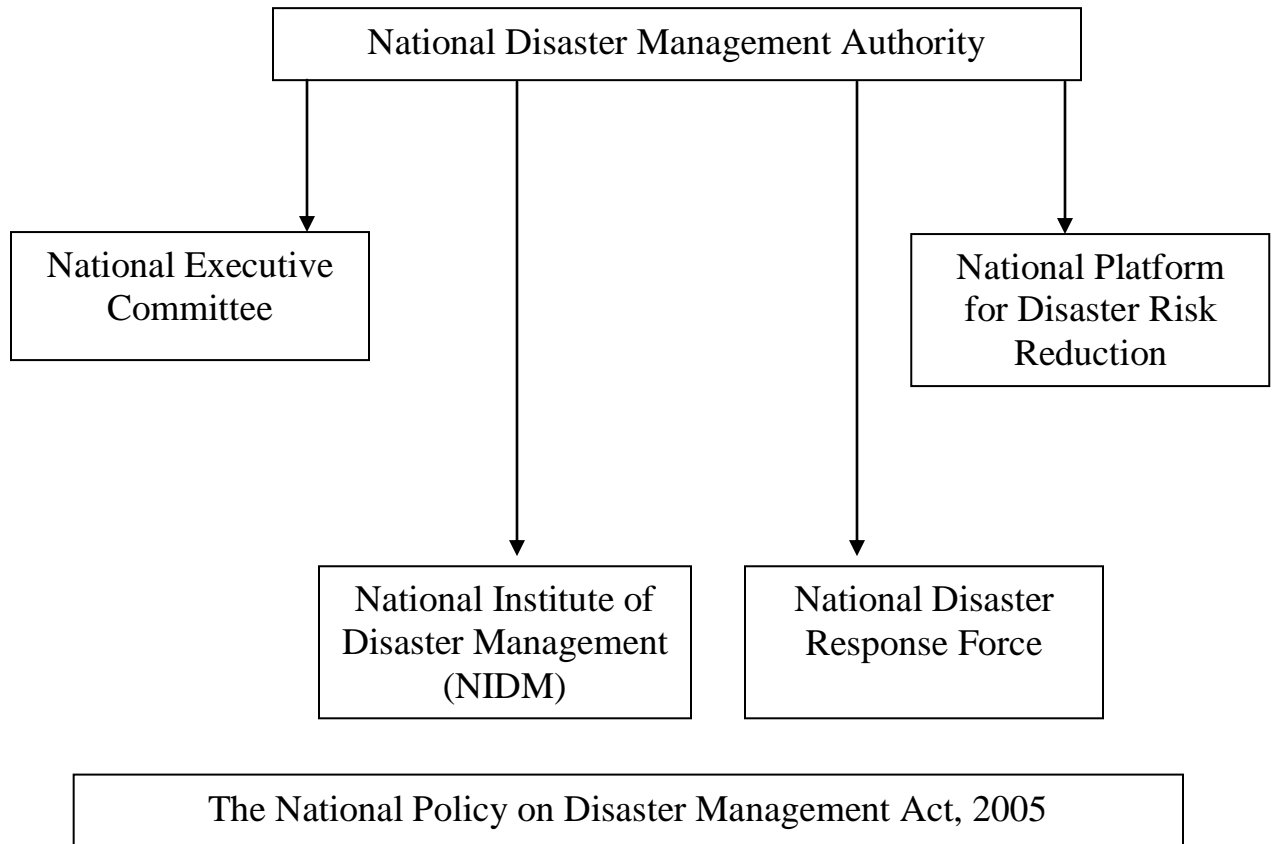 National Disaster Management Authority
National Executive
Committee
National Platform
for Disaster Risk
Reduction
National Institute of
Disaster Management
(NIDM)
National Disaster
Response Force
The National Policy on Disaster Management Act, 2005